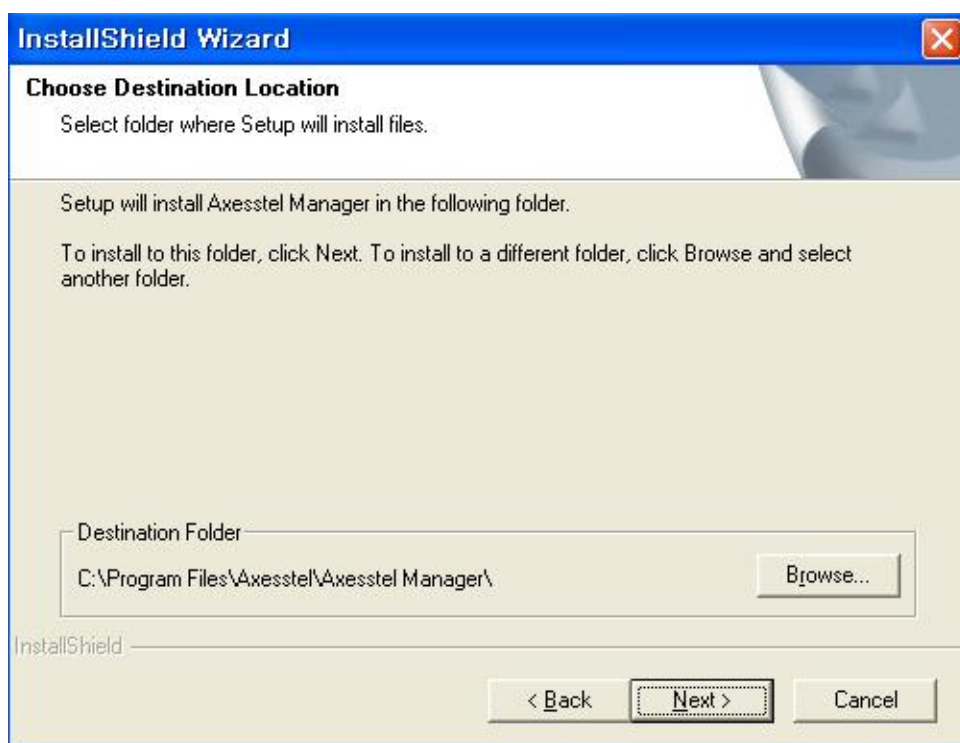 InstallShield Wizard
Choose Destination Location
Select folder where Setup will install files.
Setup will install Axesstel Manager in the following folder.
To install to this folder, click Next. To install to a different folder, click Browse and select
another folder.
Destination Folder
C:\Program Files\Axesstel\Axesstel Manager\
Browse...
InstallShield
< Back
Next >
Cancel